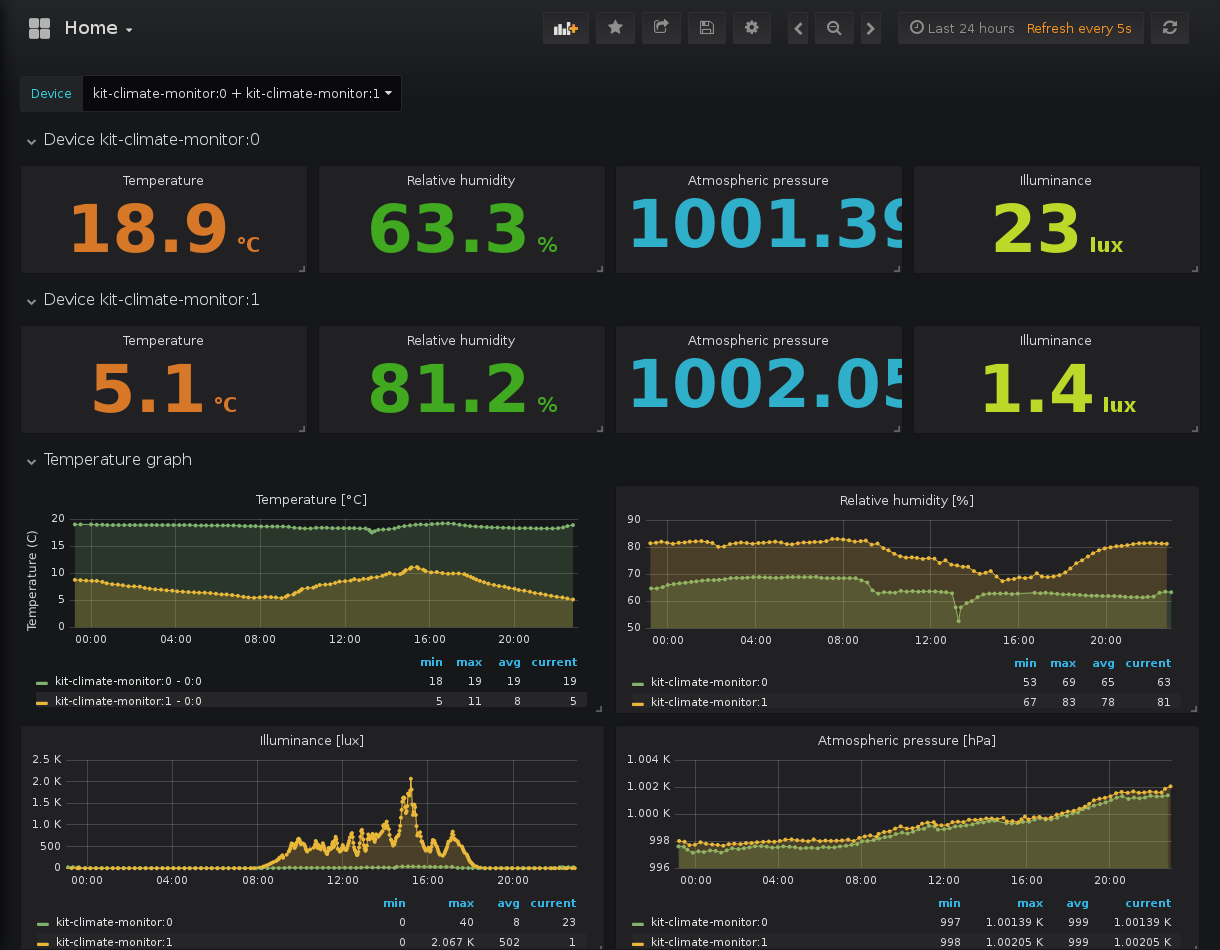 Home
Last 24 hours Refresh every 5s
Device kit-climate-monitor:0 + kit-climate-monitor:1
Device kit-climate-monitor:0
Temperature Relative humidity Atmospheric pressure Illuminance
18.9 °C 63.3 % 1001.39 23 lux
Device kit-climate-monitor:1
Temperature Relative humidity Atmospheric pressure Illuminance
5.1 °C 81.2 % 1002.05 1.4 lux
Temperature graph
Temperature [°C]
Temperature (C)
20
15
10
5
0
00:00 04:00 08:00 12:00 16:00 20:00
min max avg current
kit-climate-monitor:0 - 0:0 18 19 19 19
kit-climate-monitor:1 - 0:0 5 11 8 5
Relative humidity [%]
90
80
70
60
50
00:00 04:00 08:00 12:00 16:00 20:00
min max avg current
kit-climate-monitor:0 53 69 65 63
kit-climate-monitor:1 67 83 78 81
Illuminance [lux]
2.5 K
2.0 K
1.5 K
1.0 K
500
0
00:00 04:00 08:00 12:00 16:00 20:00
min max avg current
kit-climate-monitor:0 0 40 8 23
kit-climate-monitor:1 0 2.067 K 502 1
Atmospheric pressure [hPa]
1.004 K
1.002 K
1.000 K
998
996
00:00 04:00 08:00 12:00 16:00 20:00
min max avg current
kit-climate-monitor:0 997 1.00139 K 999 1.00139 K
kit-climate-monitor:1 998 1.00205 K 999 1.00205 K